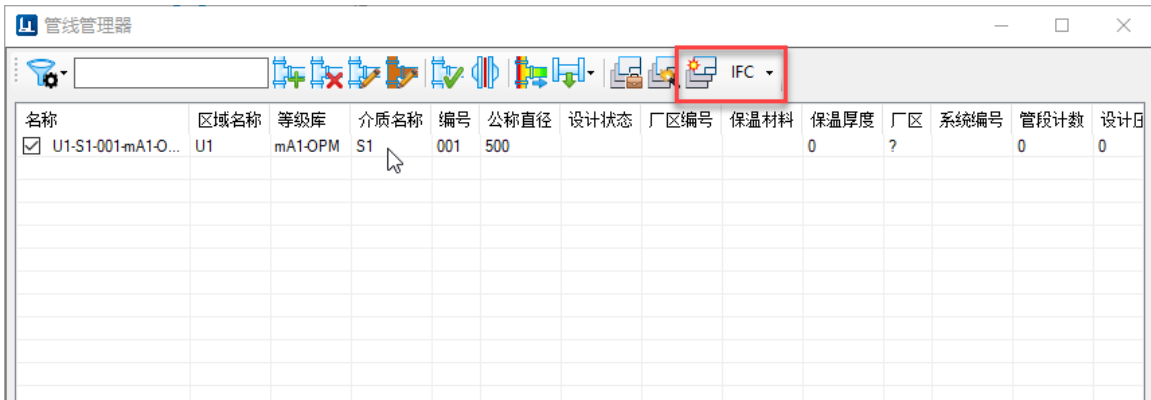 管线管理器
IFC
名称 区域名称 等级库 介质名称 编号 公称直径 设计状态 厂区编号 保温材料 保温厚度 厂区 系统编号 管段计数 设计
U1-S1-001-mA1-O... U1 mA1-OPM S1 001 500 0 ? 0 0